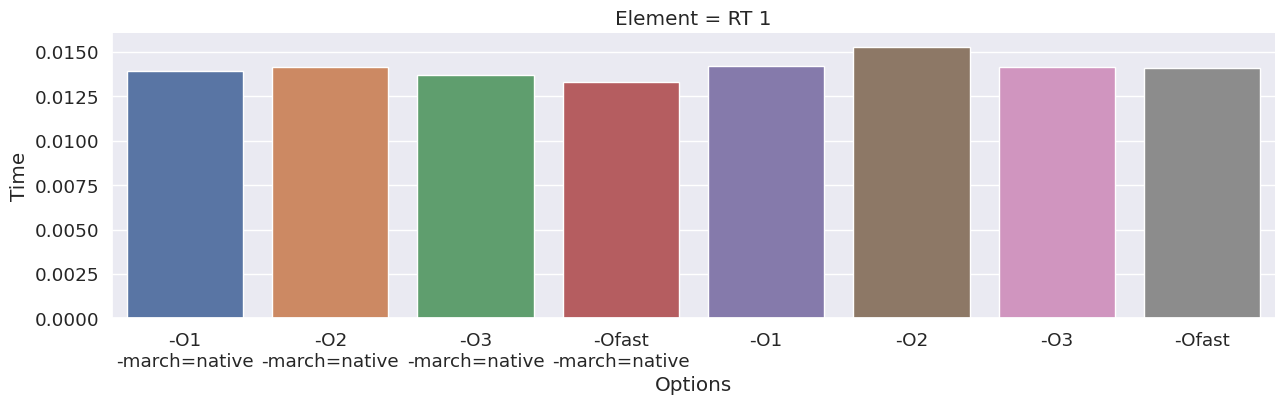 Element = RT 1
Time
0.0150
0.0125
0.0100
0.0075
0.0050
0.0025
0.0000
-O1
-march=native
-O2
-march=native
-O3
-march=native
-Ofast
-march=native
-O1
-O2
-O3
-Ofast
Options